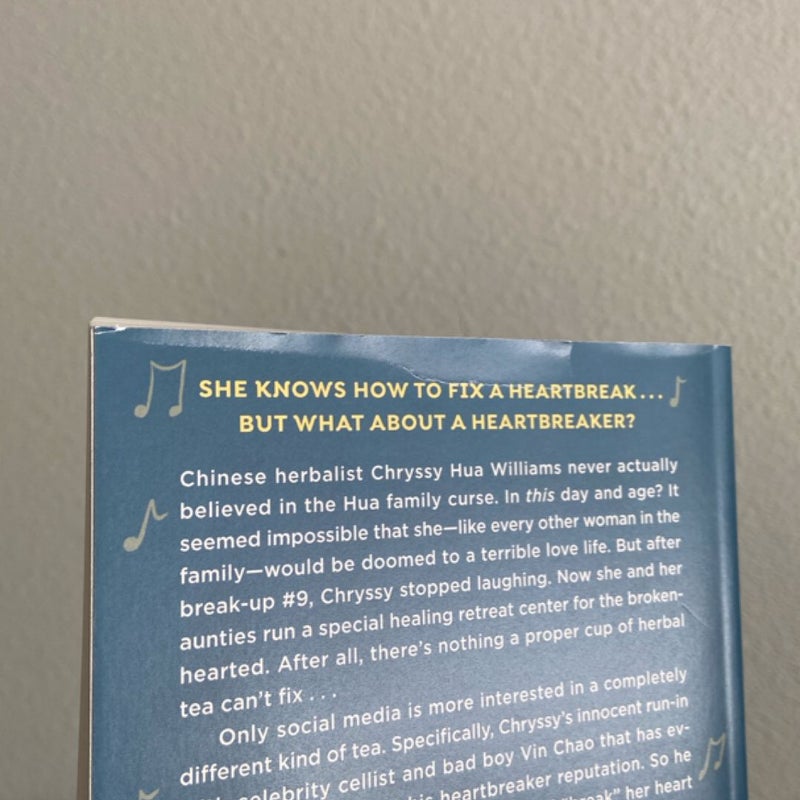 SHE KNOWS HOW TO FIX A HEARTBREAK...
BUT WHAT ABOUT A HEARTBREAKER?
Chinese herbalist Chryssy Hua Williams never actually
believed in the Hua family curse. In this day and age? It
seemed impossible that she—like every other woman in the
family—would be doomed to a terrible love life. But after
break-up #9, Chryssy stopped laughing. Now she and her
aunties run a special healing retreat center for the broken-
hearted. After all, there's nothing a proper cup of herbal
tea can't fix . . .
Only social media is more interested in a completely
different kind of tea. Specifically, Chryssy's innocent run-in
celebrity cellist and bad boy Vin Chao that has ev-
his heartbreaker reputation. So he
"break" her heart